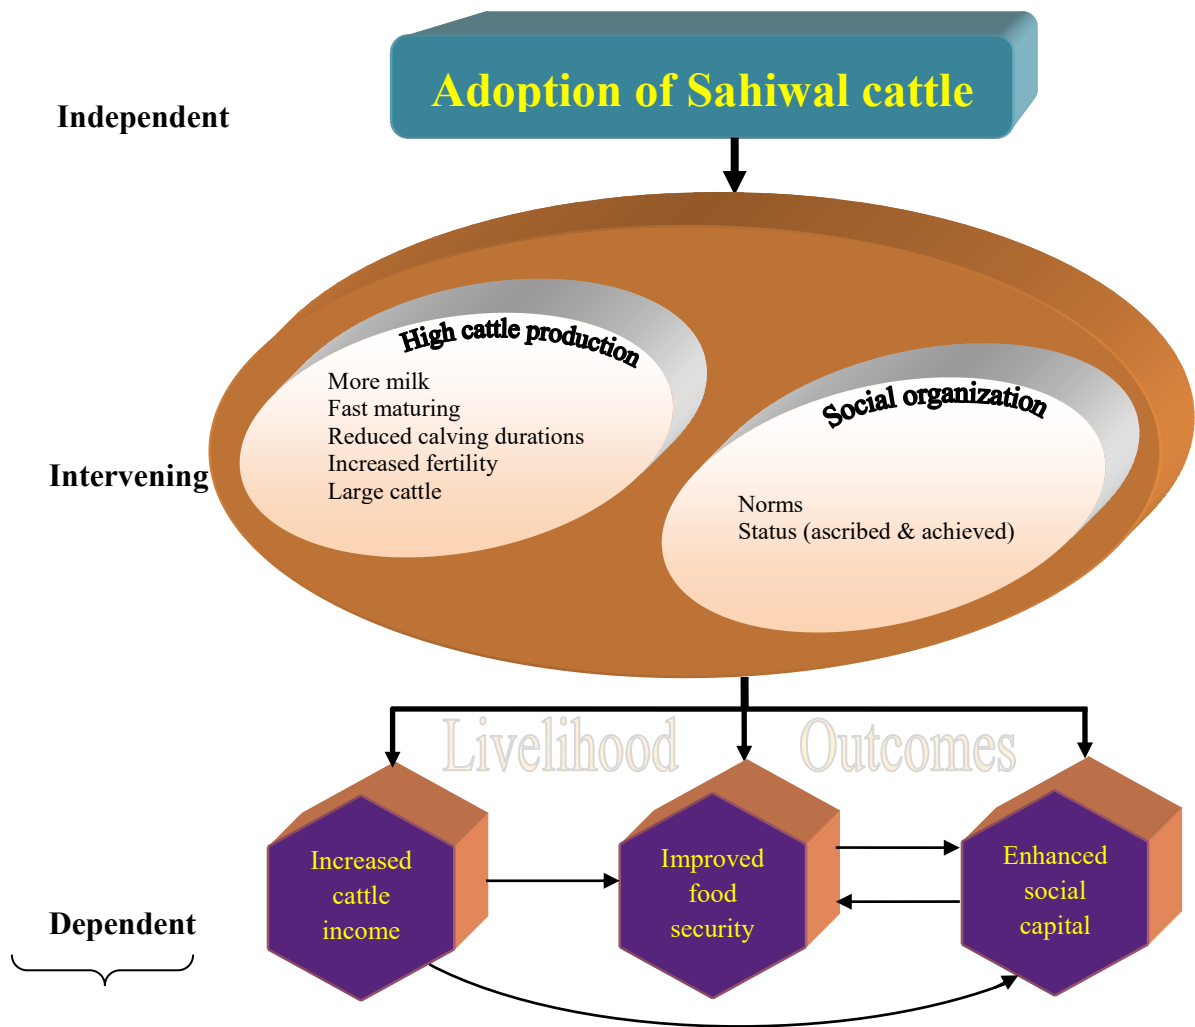 Adoption of Sahiwal cattle
Independent
High cattle production
More milk
Fast maturing
Reduced calving durations
Increased fertility
Large cattle
Social organization
Intervening
Norms
Status (ascribed & achieved)
Livelihood Outcomes
Increased
cattle
income
Improved
food
security
Enhanced
social
capital
Dependent